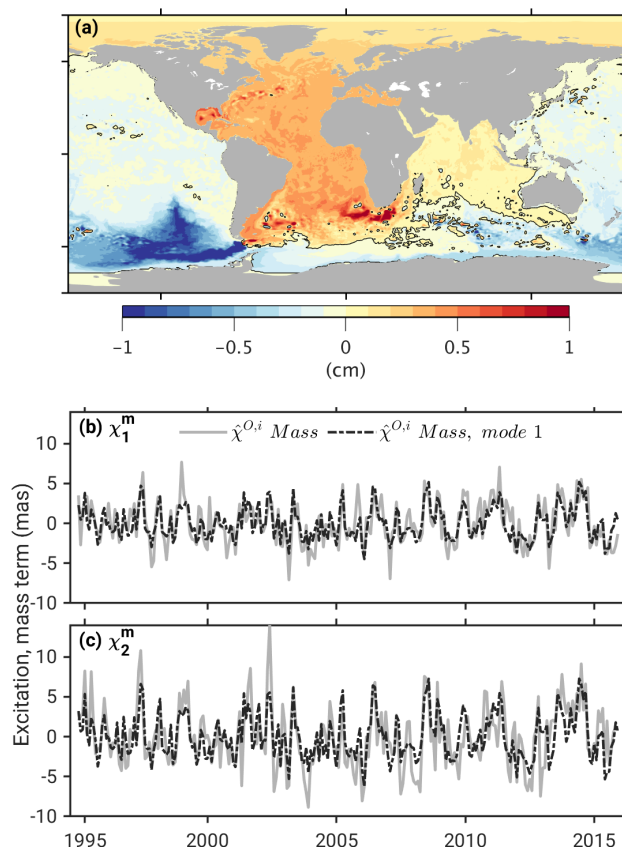 (a)
−1 −0.5 0 0.5 1
(cm)
(b) χ₁ᵐ
χ̂^{O,i} Mass
χ̂^{O,i} Mass, mode 1
10
5
0
-5
-10
(c) χ₂ᵐ
10
5
0
-5
-10
Excitation, mass term (mas)
1995 2000 2005 2010 2015